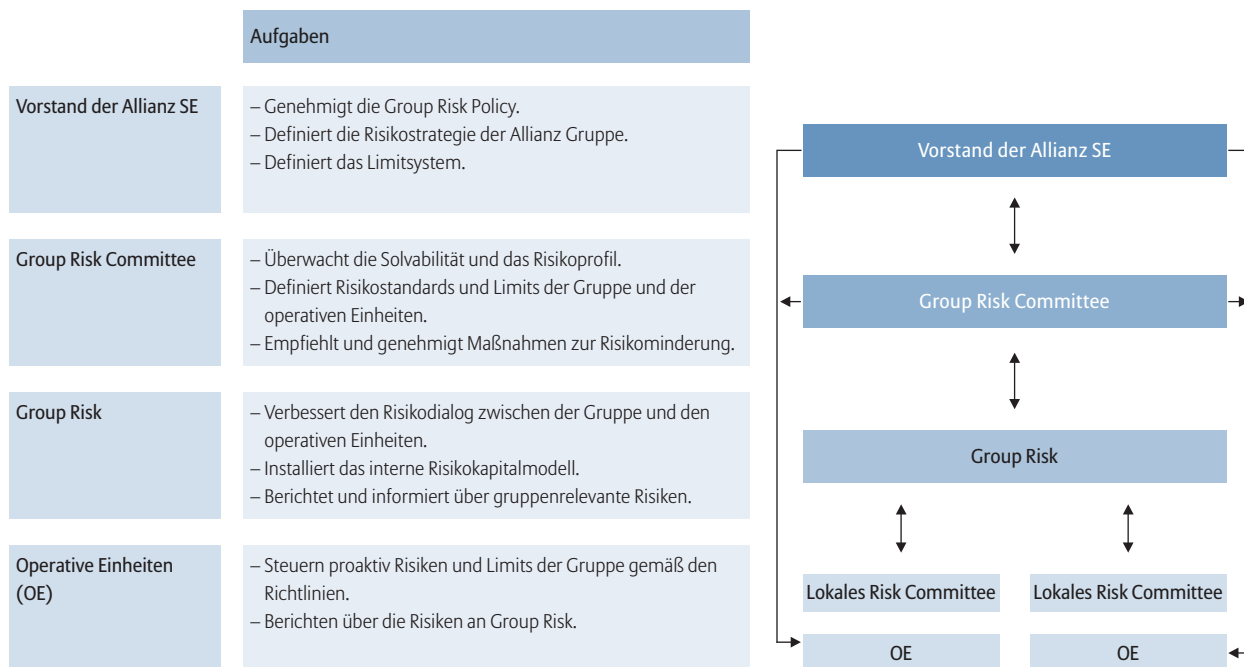 Aufgaben
Vorstand der Allianz SE
– Genehmigt die Group Risk Policy.
– Definiert die Risikostrategie der Allianz Gruppe.
– Definiert das Limitsystem.
Group Risk Committee
– Überwacht die Solvabilität und das Risikoprofil.
– Definiert Risikostandards und Limits der Gruppe und der
operativen Einheiten.
– Empfiehlt und genehmigt Maßnahmen zur Risikominderung.
Group Risk
– Verbessert den Risikodialog zwischen der Gruppe und den
operativen Einheiten.
– Installiert das interne Risikokapitalmodell.
– Berichtet und informiert über gruppenrelevante Risiken.
Operative Einheiten
(OE)
– Steuern proaktiv Risiken und Limits der Gruppe gemäß den
Richtlinien.
– Berichten über die Risiken an Group Risk.
Vorstand der Allianz SE
Group Risk Committee
Group Risk
Lokales Risk Committee
Lokales Risk Committee
OE
OE